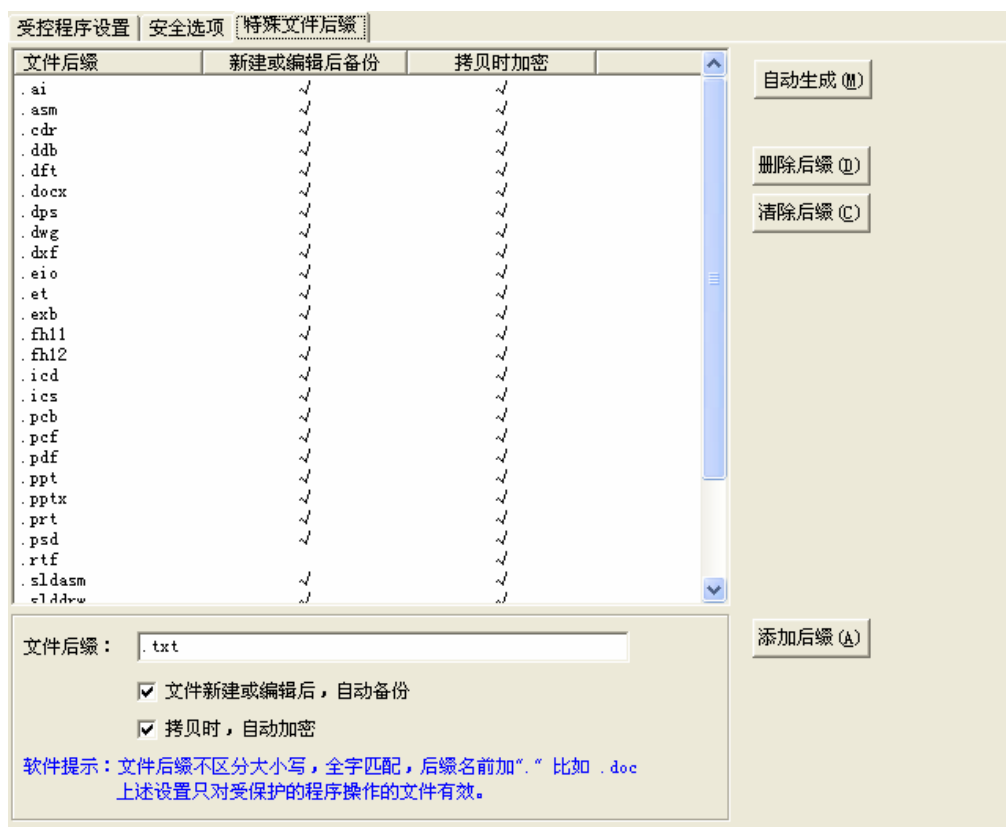 受控程序设置 安全选项 特殊文件后缀
文件后缀 新建或编辑后备份 拷贝时加密
自动生成(M)
.ai √ √
.asm √ √
.cdr √ √
.ddb √ √
删除后缀(D)
.dft √ √
.docx √ √
清除后缀(C)
.dps √ √
.dwg √ √
.dxf √ √
.eio √ √
.et √ √
.exb √ √
.fh11 √ √
.fh12 √ √
.icd √ √
.ics √ √
.pcb √ √
.pcf √ √
.pdf √ √
.ppt √ √
.pptx √ √
.prt √ √
.psd √ √
.rtf √
.sldasm √ √
.slddrw √ √
文件后缀： .txt
添加后缀(A)
文件新建或编辑后，自动备份
拷贝时，自动加密
软件提示：文件后缀不区分大小写，全字匹配，后缀名前加"." 比如 .doc
上述设置只对受保护的程序操作的文件有效。